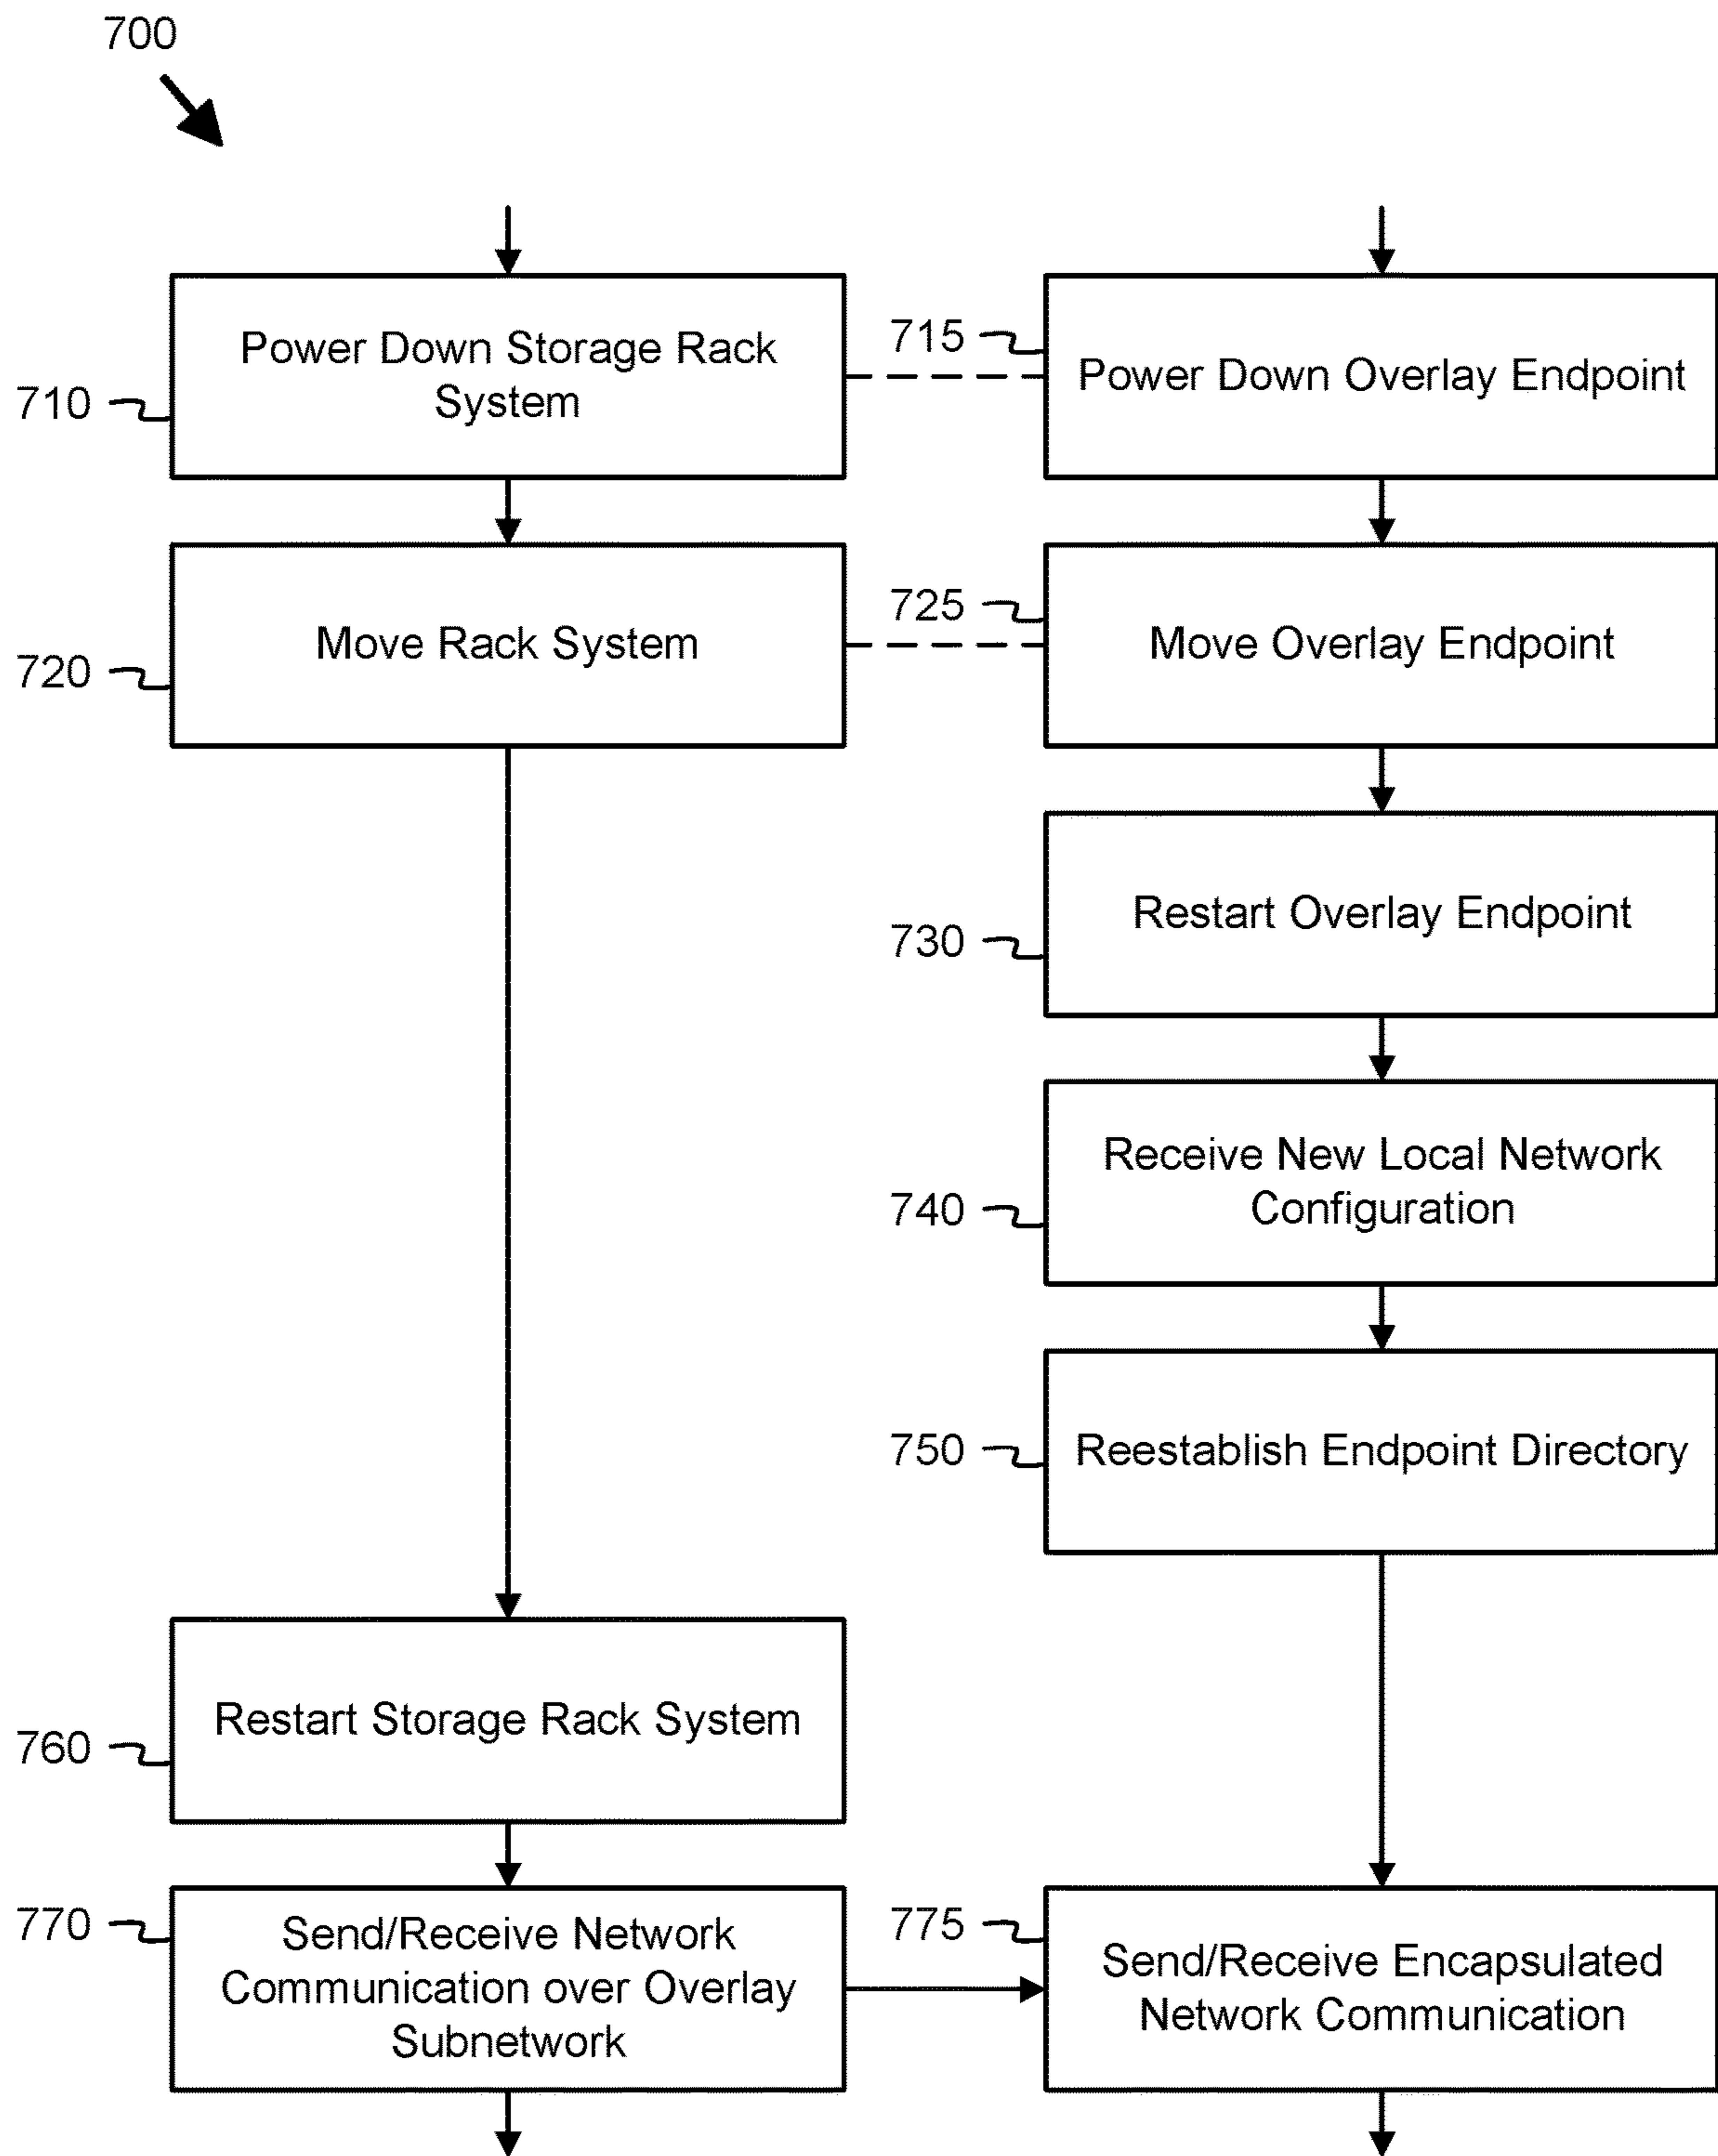 700
Power Down Storage Rack
System
710
715
Power Down Overlay Endpoint
Move Rack System
720
725
Move Overlay Endpoint
Restart Overlay Endpoint
730
Receive New Local Network
Configuration
740
750
Reestablish Endpoint Directory
Restart Storage Rack System
760
770
Send/Receive Network
Communication over Overlay
Subnetwork
775
Send/Receive Encapsulated
Network Communication